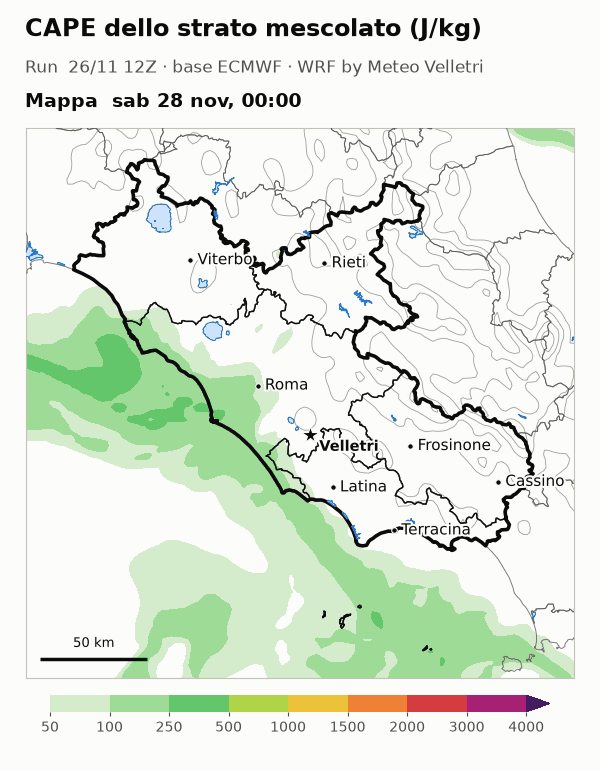 CAPE dello strato mescolato (J/kg)
Run  26/11 12Z · base ECMWF · WRF by Meteo Velletri
Mappa  sab 28 nov, 00:00
Viterbo
Rieti
Roma
Velletri
Frosinone
Cassino
Latina
Terracina
50 km
50 100 250 500 1000 1500 2000 3000 4000